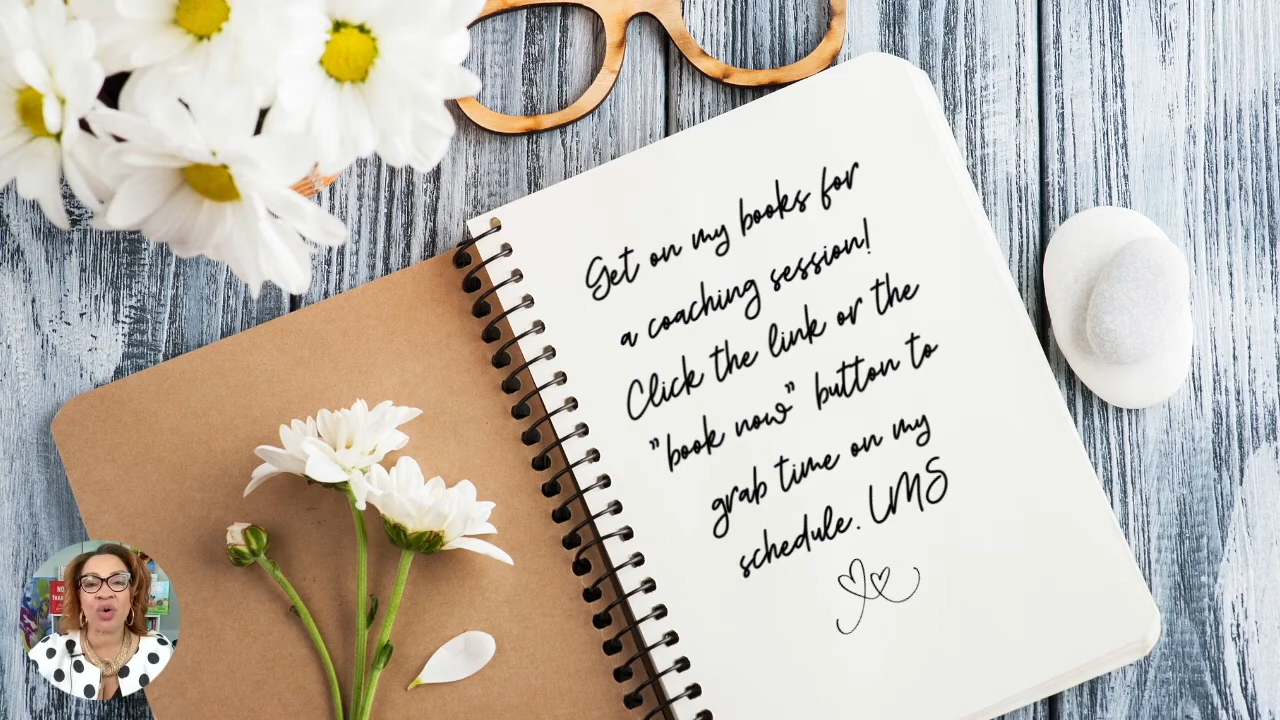 Get on my books for
a coaching session!
Click the link or the
"book now" button to
grab time on my
schedule. LMS